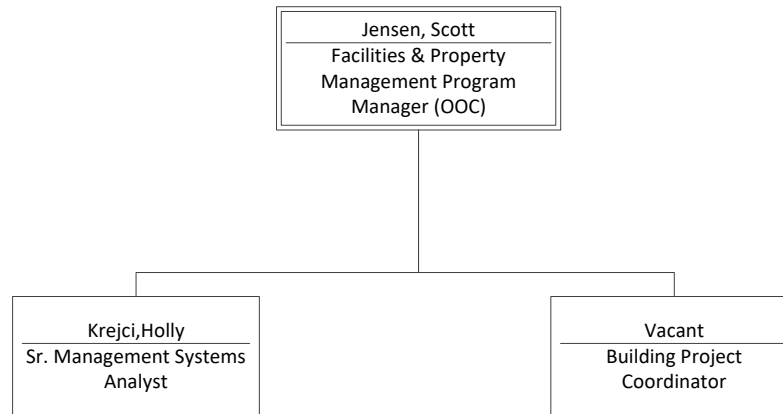 Jensen, Scott
Facilities & Property
Management Program
Manager (OOC)
Krejci,Holly
Sr. Management Systems
Analyst
Vacant
Building Project
Coordinator